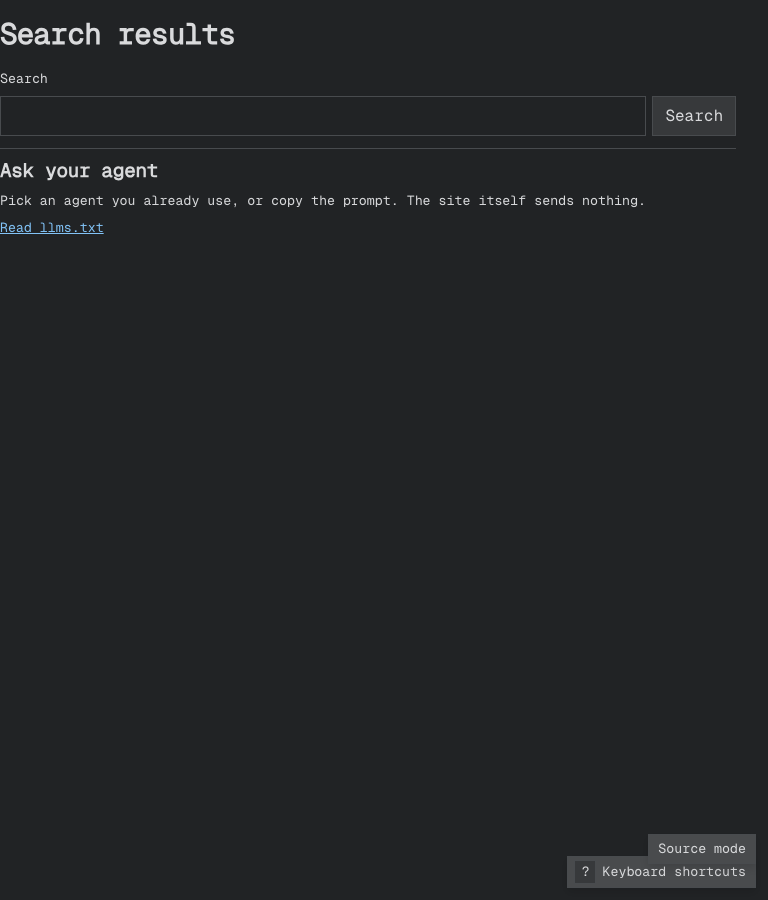 Search results
Search
Search
Ask your agent
Pick an agent you already use, or copy the prompt. The site itself sends nothing.
Read llms.txt
Source mode
? Keyboard shortcuts